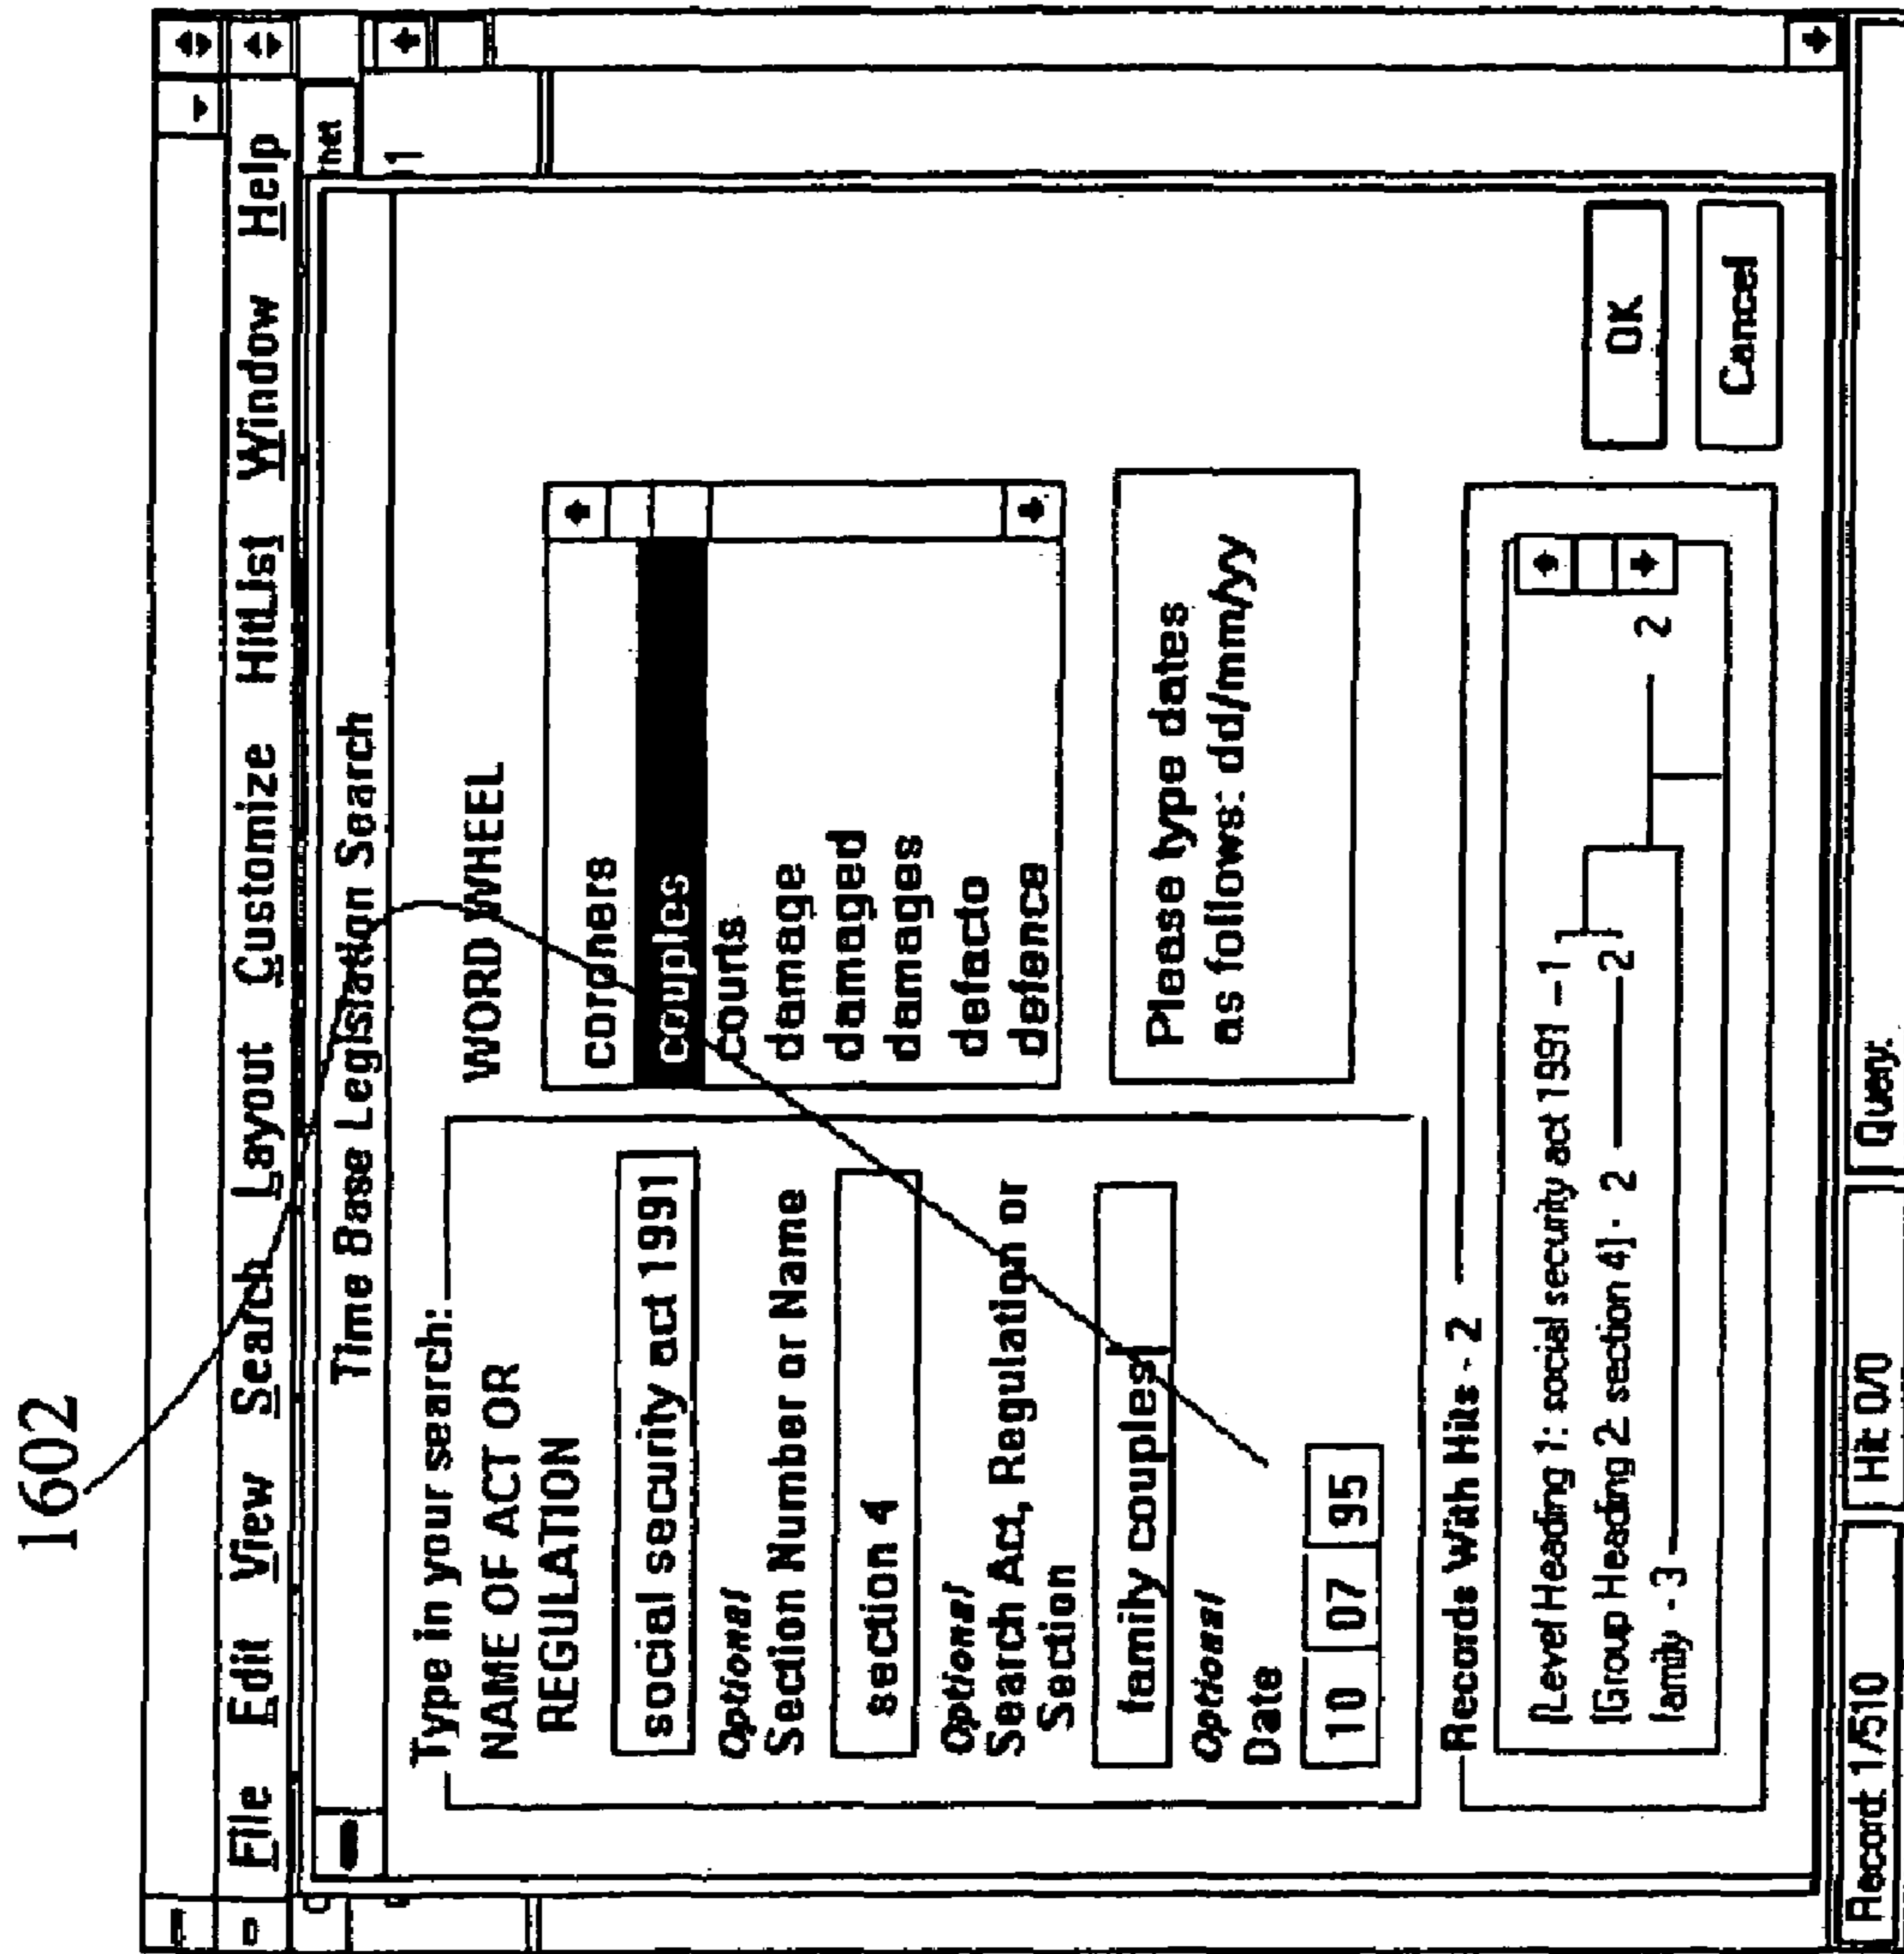 1602
File Edit View Search Layout Customize HitList Window Help
Time Base Legislation Search
Type in your search:
NAME OF ACT OR
REGULATION
social security act 1991
Optional
Section Number or Name
section 4
Optional
Search Act, Regulation or
Section
family couples
Optional
Date
10 07 95
WORD WHEEL
coroners
couples
courts
damage
damaged
damages
defacto
defence
Please type dates
as follows: dd/mm/yy
Records With Hits - 2
[Level Heading 1: social security act 1991 - 1]
[Group Heading 2: section 4] - 2 2]
family - 3
2
OK
Cancel
1
Record: 1/510 Hit: 0/0 Query: